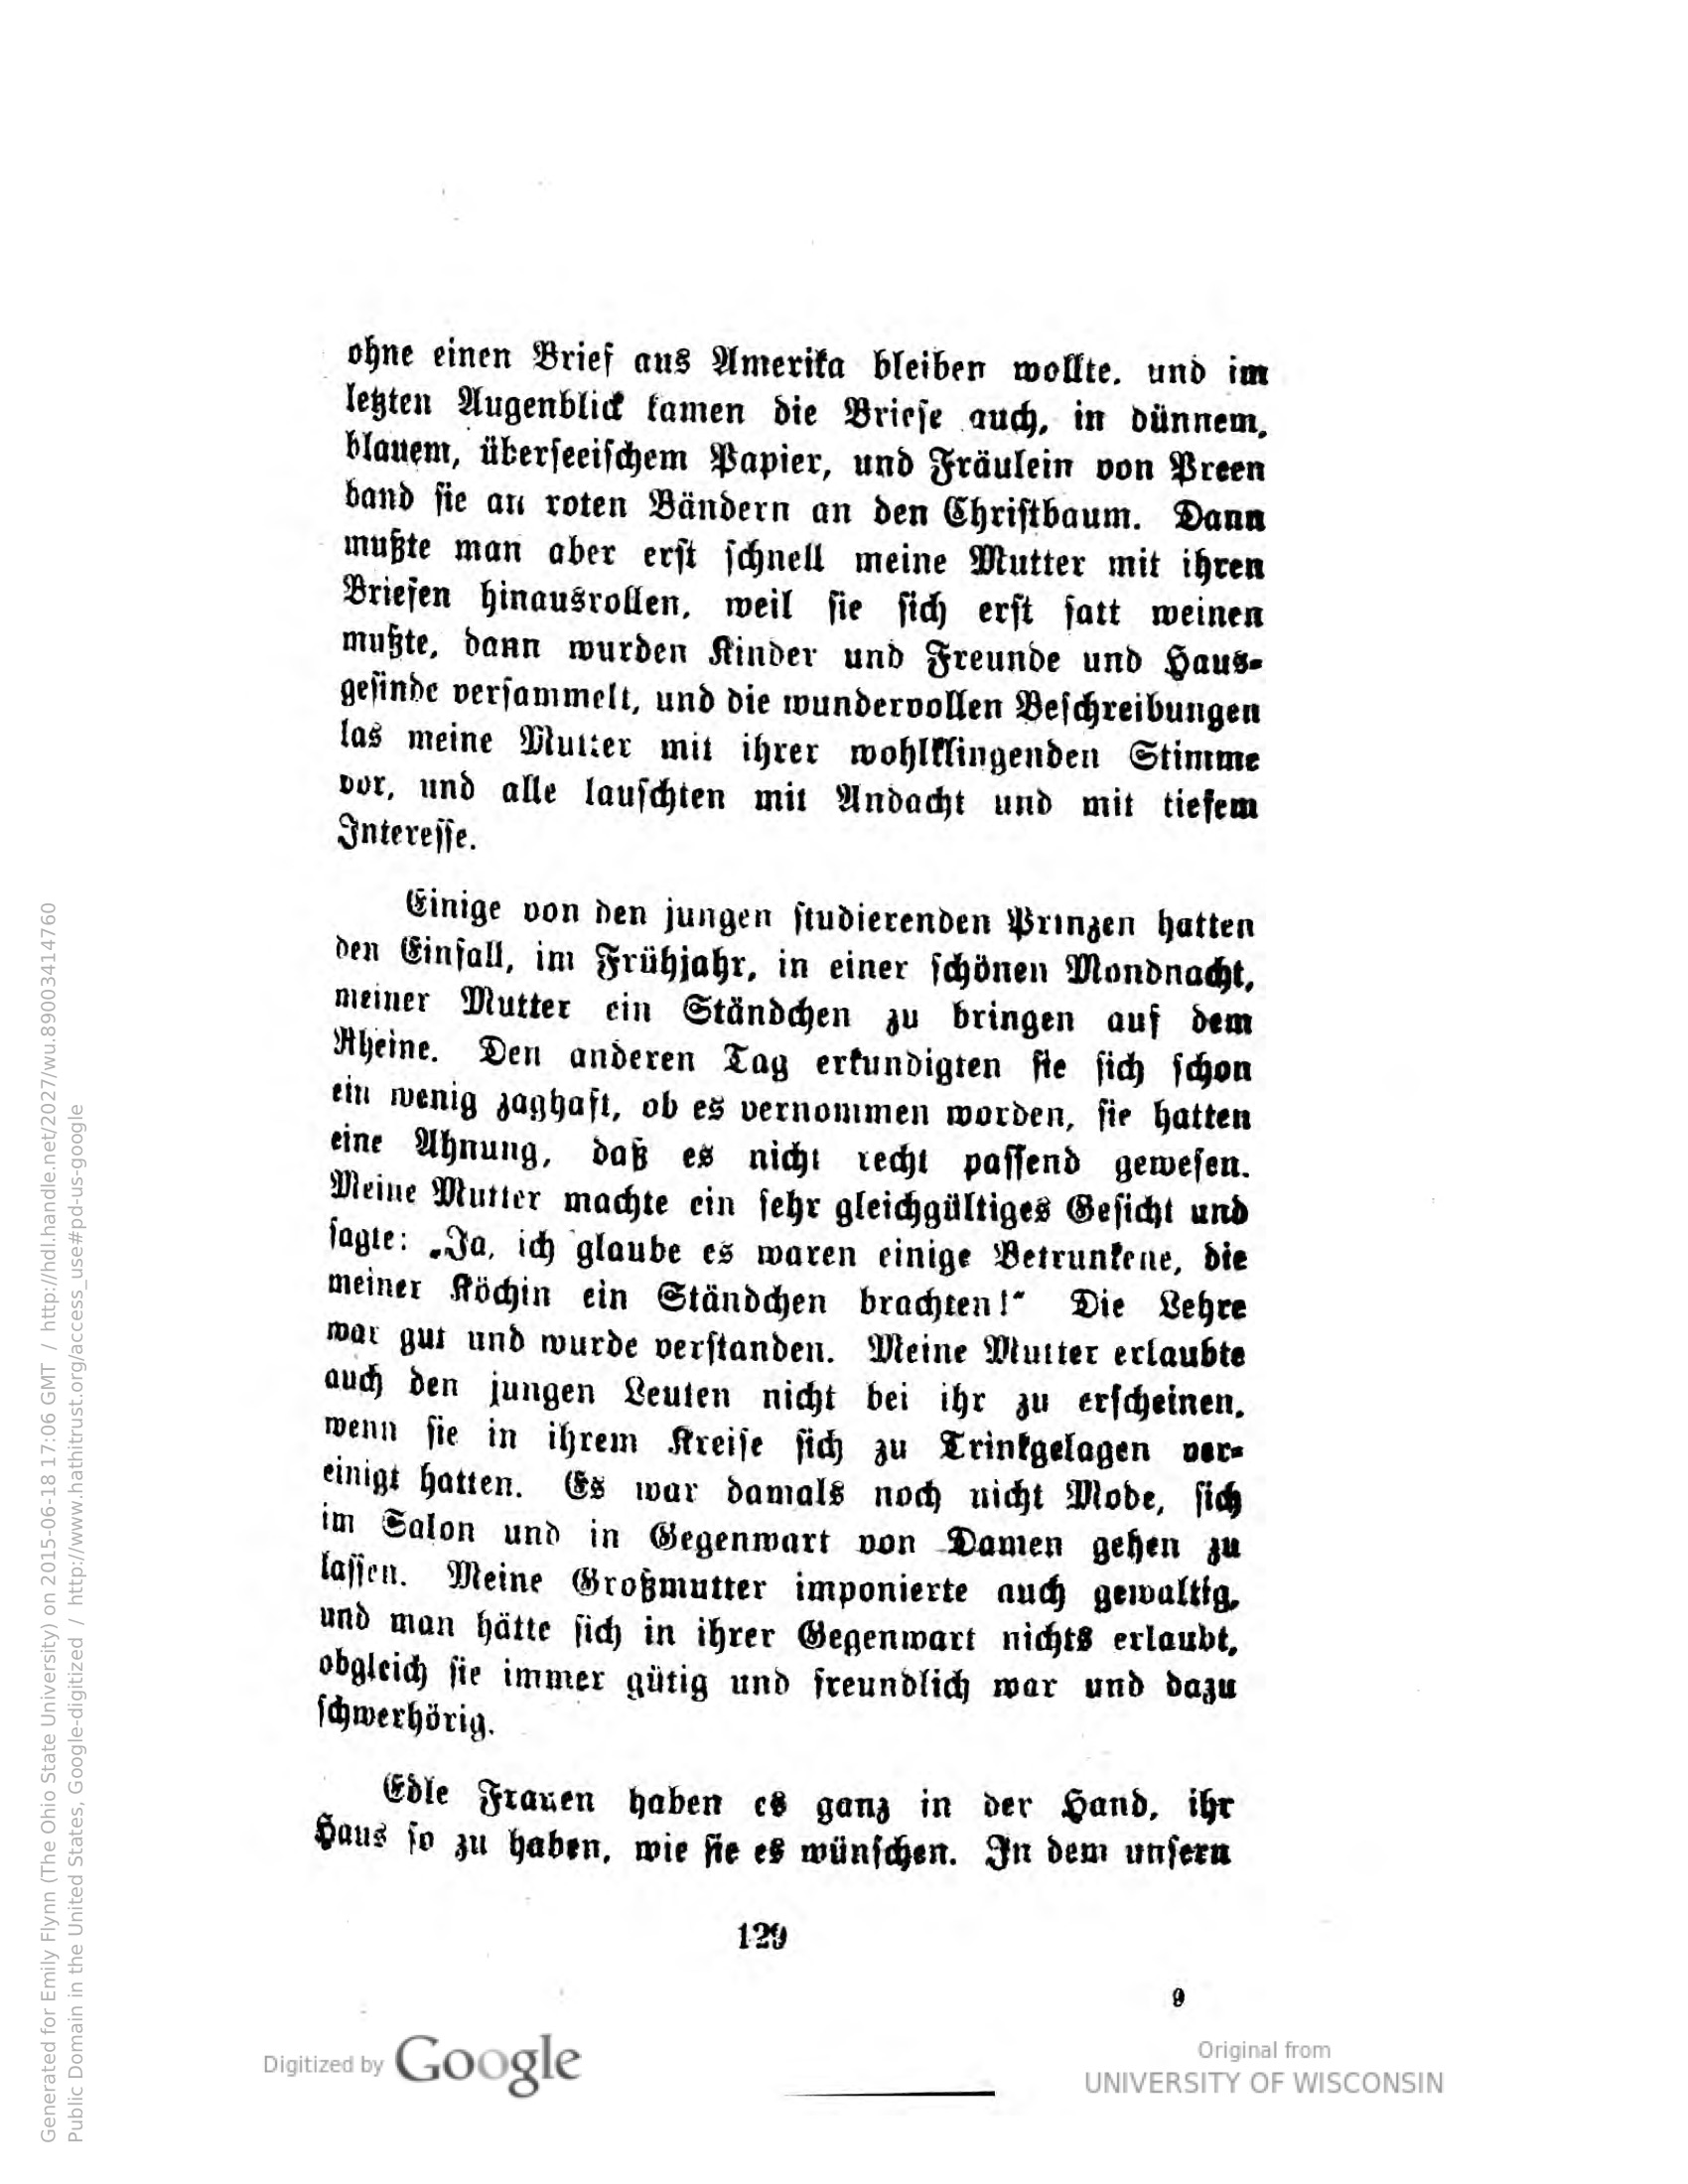 ohne einen Brief aus Amerika bleiben wollte, und im
letzten Augenblick kamen die Briefe auch, in dünnem,
blauem, überseeischem Papier, und Fräulein von Preen
band sie an roten Bändern an den Christbaum. Dann
mußte man aber erst schnell meine Mutter mit ihren
Briefen hinausrollen, weil sie sich erst satt weinen
mußte, dann wurden Kinder und Freunde und Haus-
gesinde versammelt, und die wundervollen Beschreibungen
las meine Mutter mit ihrer wohlklingenden Stimme
vor, und alle lauschten mit Andacht und mit tiefem
Interesse.
Einige von den jungen studierenden Prinzen hatten
den Einfall, im Frühjahr, in einer schönen Mondnacht,
meiner Mutter ein Ständchen zu bringen auf dem
Rheine. Den anderen Tag erkundigten sie sich schon
ein wenig zaghaft, ob es vernommen worden, sie hatten
eine Ahnung, daß es nicht recht passend gewesen.
Meine Mutter machte ein sehr gleichgültiges Gesicht und
sagte: „Ja, ich glaube es waren einige Betrunkene, die
meiner Köchin ein Ständchen brachten!“ Die Lehre
war gut und wurde verstanden. Meine Mutter erlaubte
auch den jungen Leuten nicht bei ihr zu erscheinen,
wenn sie in ihrem Kreise sich zu Trinkgelagen ver-
einigt hatten. Es war damals noch nicht Mode, sich
im Salon und in Gegenwart von Damen gehen zu
lassen. Meine Großmutter imponierte auch gewaltig,
und man hätte sich in ihrer Gegenwart nichts erlaubt,
obgleich sie immer gütig und freundlich war und dazu
schwerhörig.
Edle Frauen haben es ganz in der Hand, ihr
Haus so zu haben, wie sie es wünschen. In dem unsern
129
9
Digitized by Google
Original from
UNIVERSITY OF WISCONSIN
Generated for Emily Flynn (The Ohio State University) on 2015-06-18 17:06 GMT / http://hdl.handle.net/2027/wu.89003414760
Public Domain in the United States, Google-digitized / http://www.hathitrust.org/access_use#pd-us-google